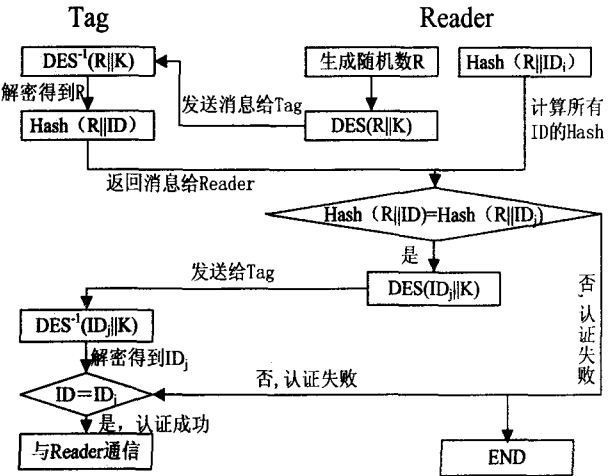 Tag
Reader
DES⁻¹(R||K)
生成随机数R
Hash（R||IDᵢ）
解密得到R
发送消息给Tag
计算所有
ID的Hash
Hash（R||ID）
DES(R||K)
返回消息给Reader
Hash（R||ID)=Hash（R||IDⱼ）
是
发送给Tag
DES(IDⱼ||K)
否,认证失败
DES⁻¹(IDⱼ||K)
解密得到IDⱼ
否,认证失败
ID＝IDⱼ
是，认证成功
与Reader通信
END